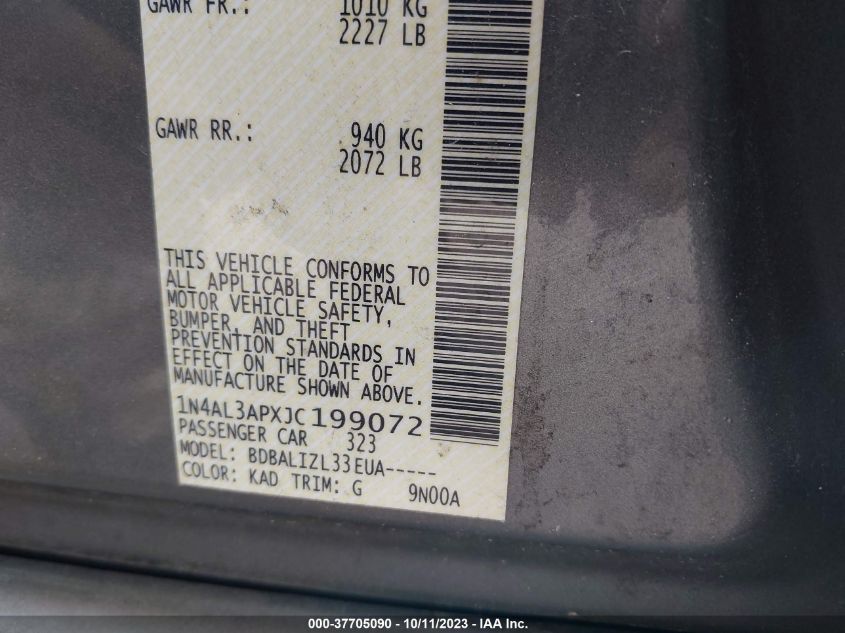 GAWR FR.: 1010 KG
2227 LB
GAWR RR.: 940 KG
2072 LB
THIS VEHICLE CONFORMS TO
ALL APPLICABLE FEDERAL
MOTOR VEHICLE SAFETY,
BUMPER, AND THEFT
PREVENTION STANDARDS IN
EFFECT ON THE DATE OF
MANUFACTURE SHOWN ABOVE.
1N4AL3APXJC199072
PASSENGER CAR 323
MODEL: BDBALIZL33EUA-----
COLOR: KAD TRIM: G 9N00A
000-37705090 - 10/11/2023 - IAA Inc.